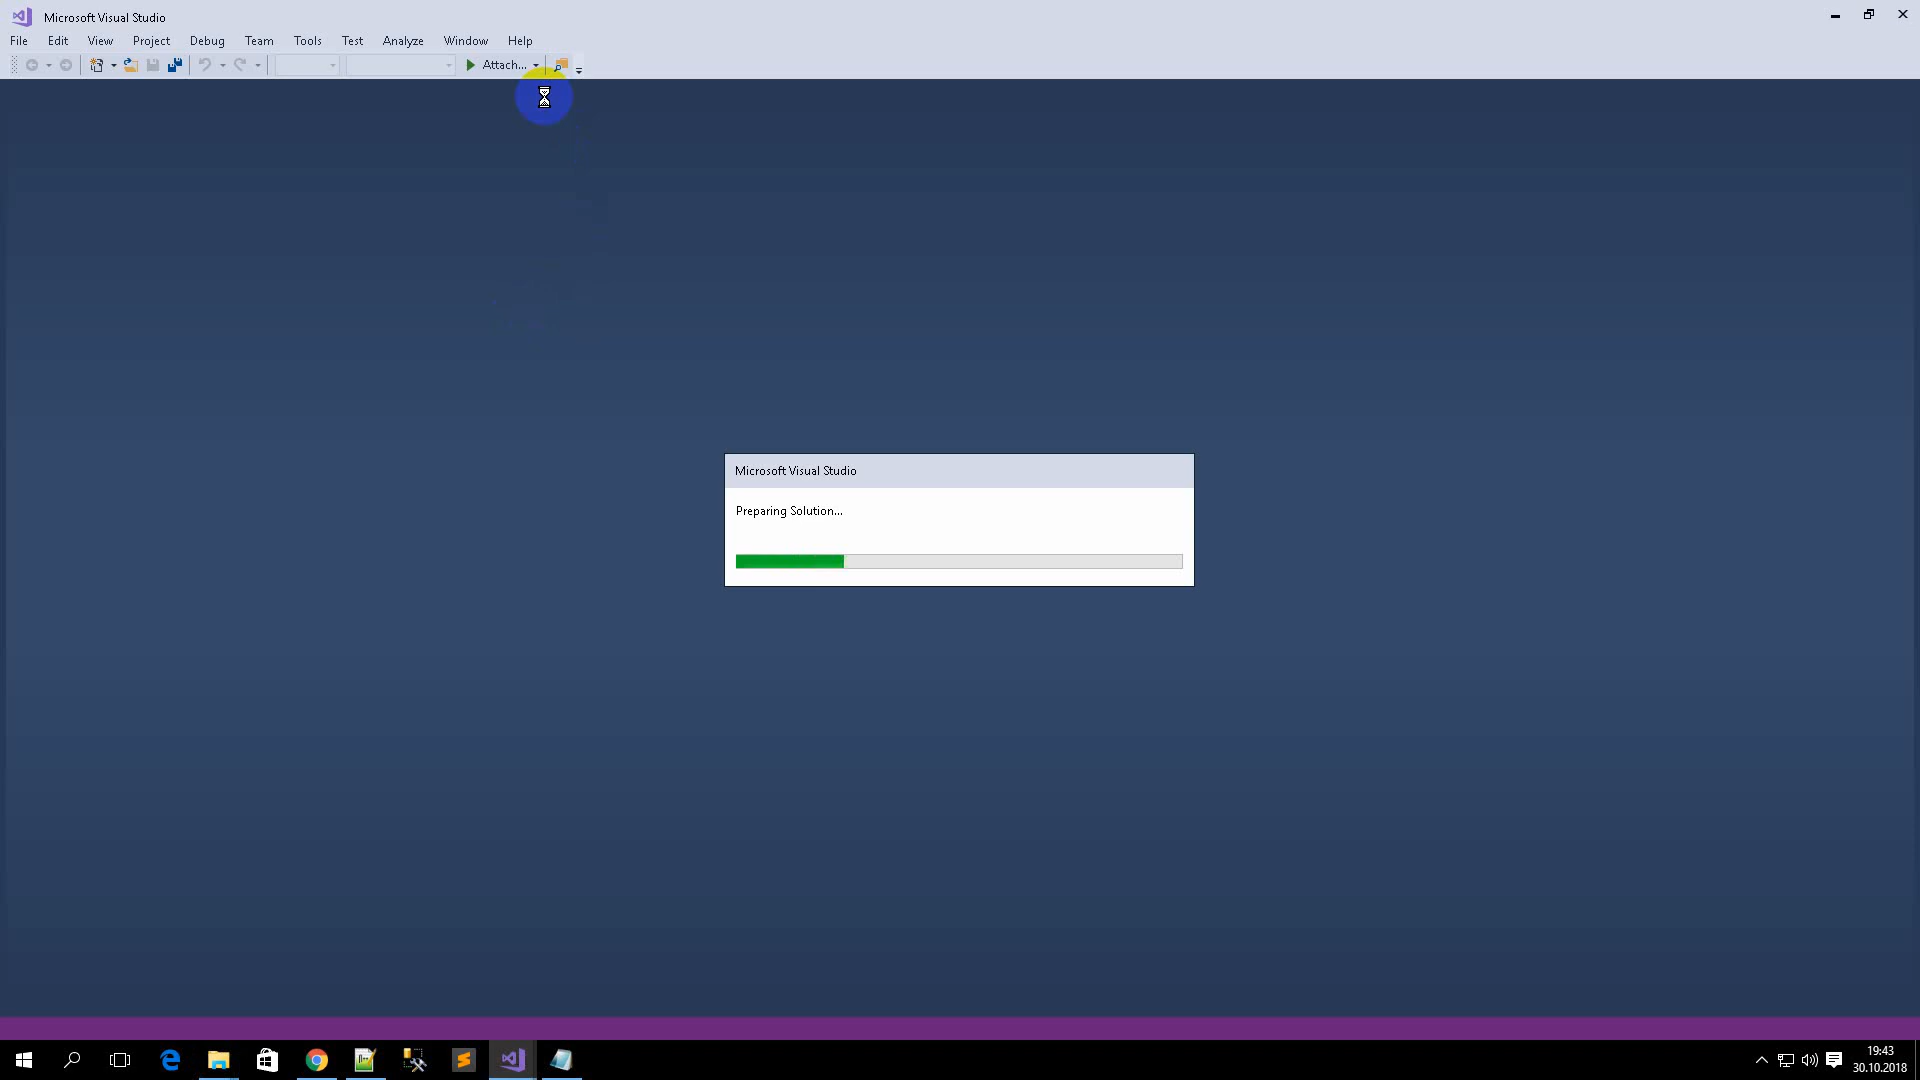 Microsoft Visual Studio
File Edit View Project Debug Team Tools Test Analyze Window Help
Attach...
Microsoft Visual Studio
Preparing Solution...
19:43
30.10.2018